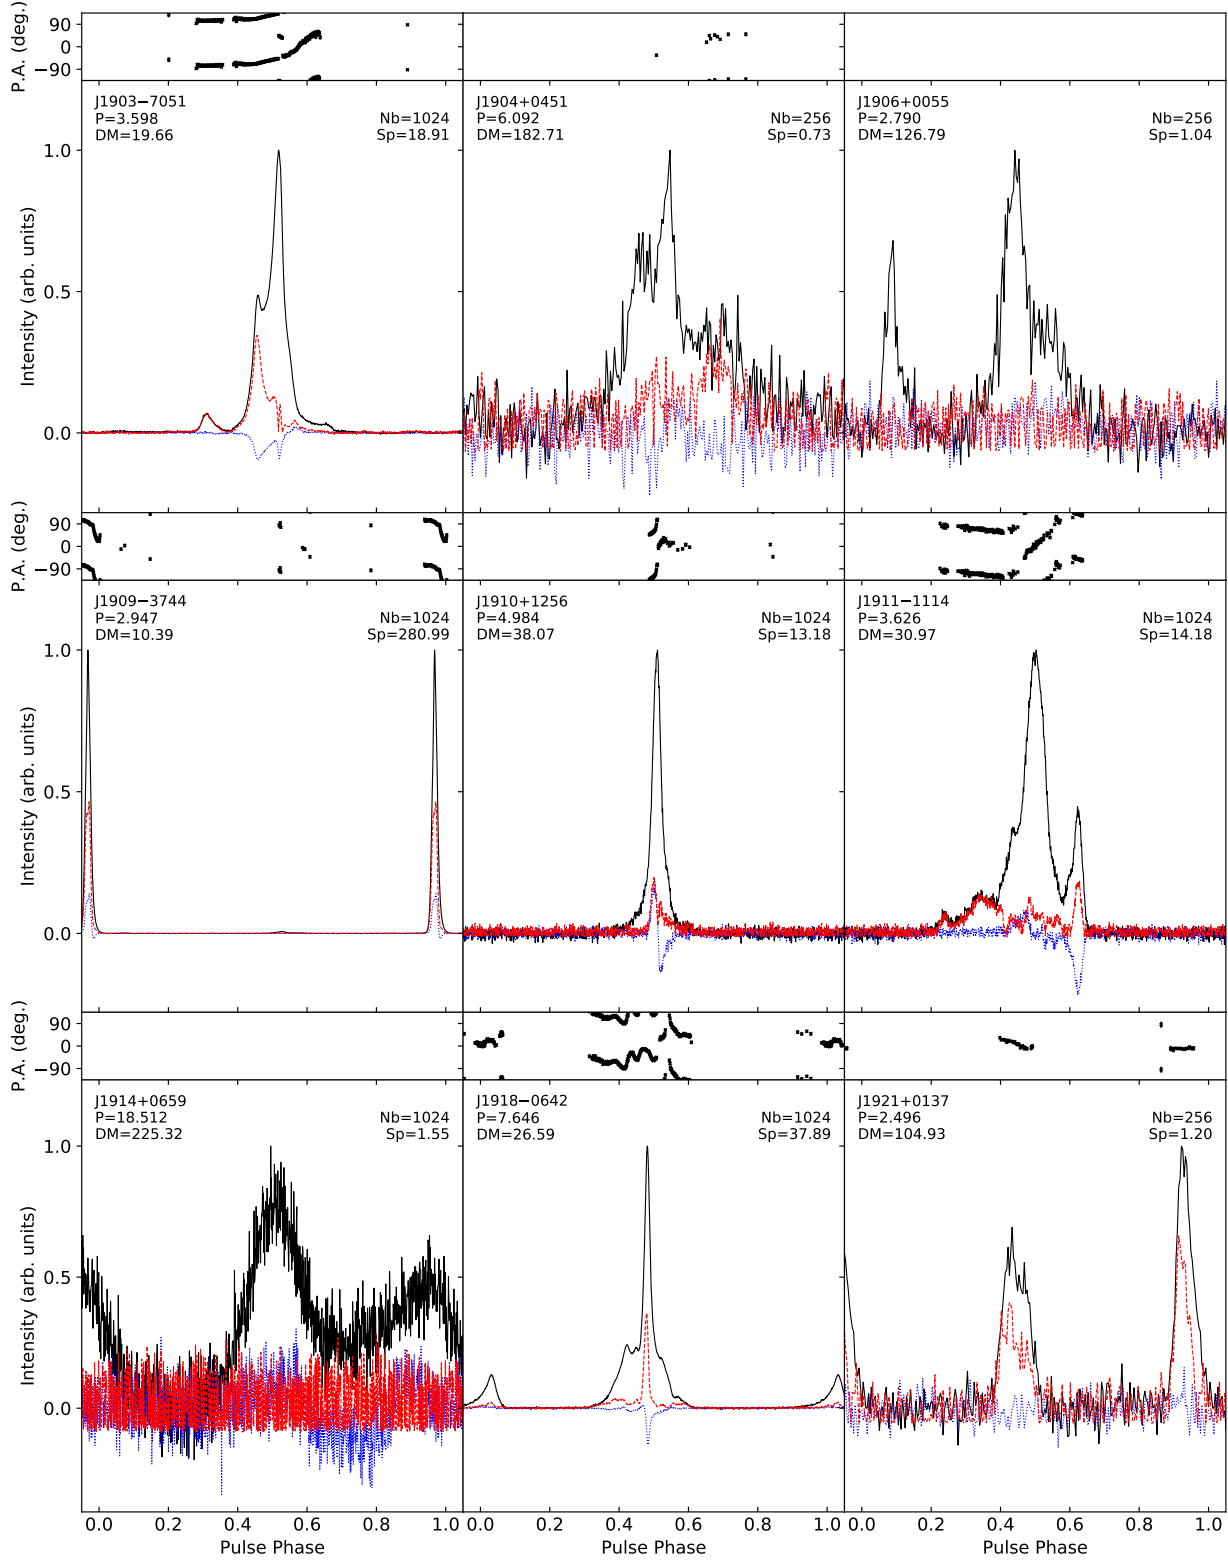 P.A. (deg.)
90
0
−90
J1903−7051
P=3.598
Nb=1024
DM=19.66
Sp=18.91
J1904+0451
P=6.092
Nb=256
DM=182.71
Sp=0.73
J1906+0055
P=2.790
Nb=256
DM=126.79
Sp=1.04
Intensity (arb. units)
1.0
0.5
0.0
P.A. (deg.)
90
0
−90
J1909−3744
P=2.947
Nb=1024
DM=10.39
Sp=280.99
J1910+1256
P=4.984
Nb=1024
DM=38.07
Sp=13.18
J1911−1114
P=3.626
Nb=1024
DM=30.97
Sp=14.18
Intensity (arb. units)
1.0
0.5
0.0
P.A. (deg.)
90
0
−90
J1914+0659
P=18.512
Nb=1024
DM=225.32
Sp=1.55
J1918−0642
P=7.646
Nb=1024
DM=26.59
Sp=37.89
J1921+0137
P=2.496
Nb=256
DM=104.93
Sp=1.20
Intensity (arb. units)
1.0
0.5
0.0
0.0 0.2 0.4 0.6 0.8 1.0
0.0 0.2 0.4 0.6 0.8 1.0
0.0 0.2 0.4 0.6 0.8 1.0
Pulse Phase
Pulse Phase
Pulse Phase